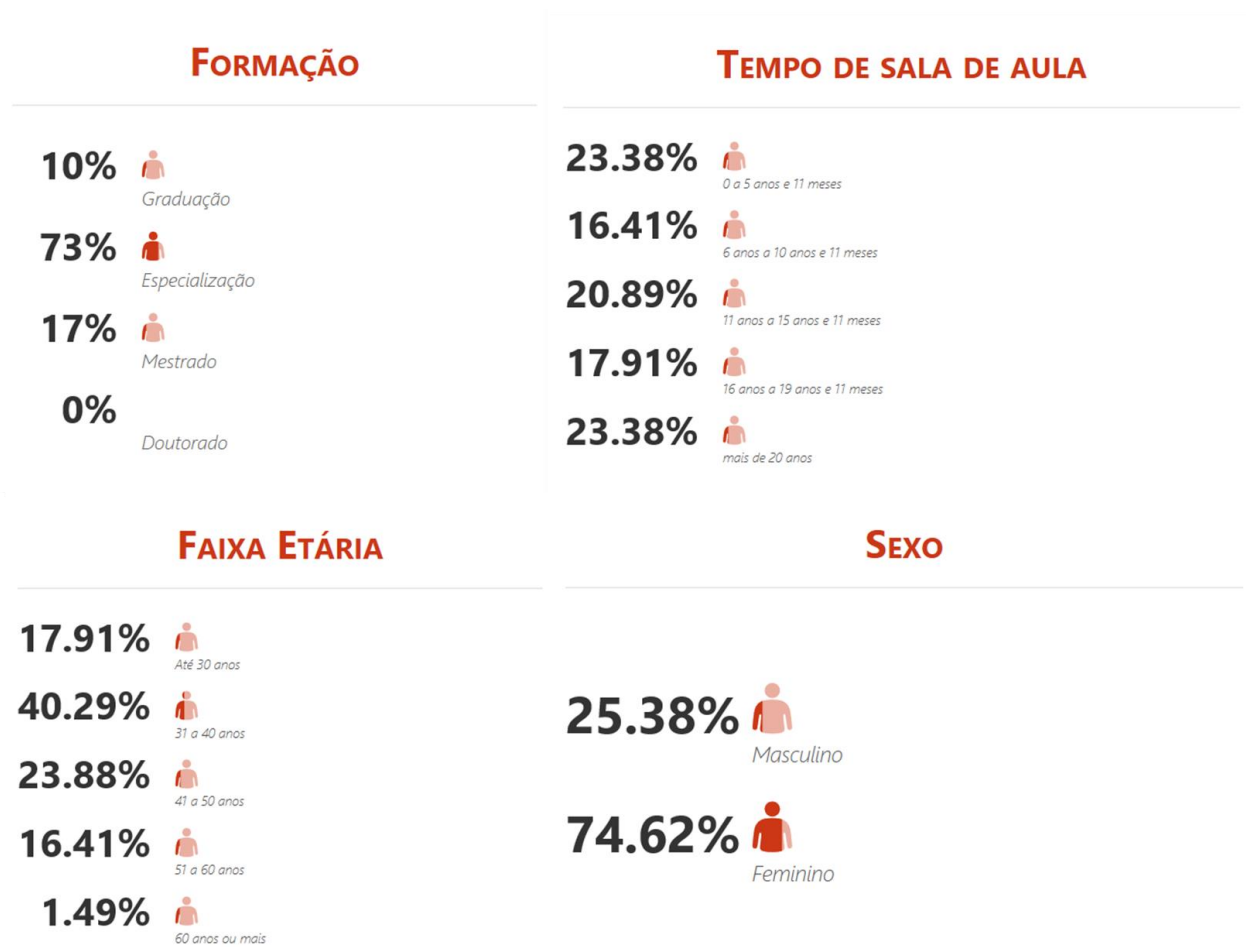 Formação
10%
Graduação
73%
Especialização
17%
Mestrado
0%
Doutorado
Tempo de sala de aula
23.38%
0 a 5 anos e 11 meses
16.41%
6 anos a 10 anos e 11 meses
20.89%
11 anos a 15 anos e 11 meses
17.91%
16 anos a 19 anos e 11 meses
23.38%
mais de 20 anos
Faixa Etária
17.91%
Até 30 anos
40.29%
31 a 40 anos
23.88%
41 a 50 anos
16.41%
51 a 60 anos
1.49%
60 anos ou mais
Sexo
25.38%
Masculino
74.62%
Feminino